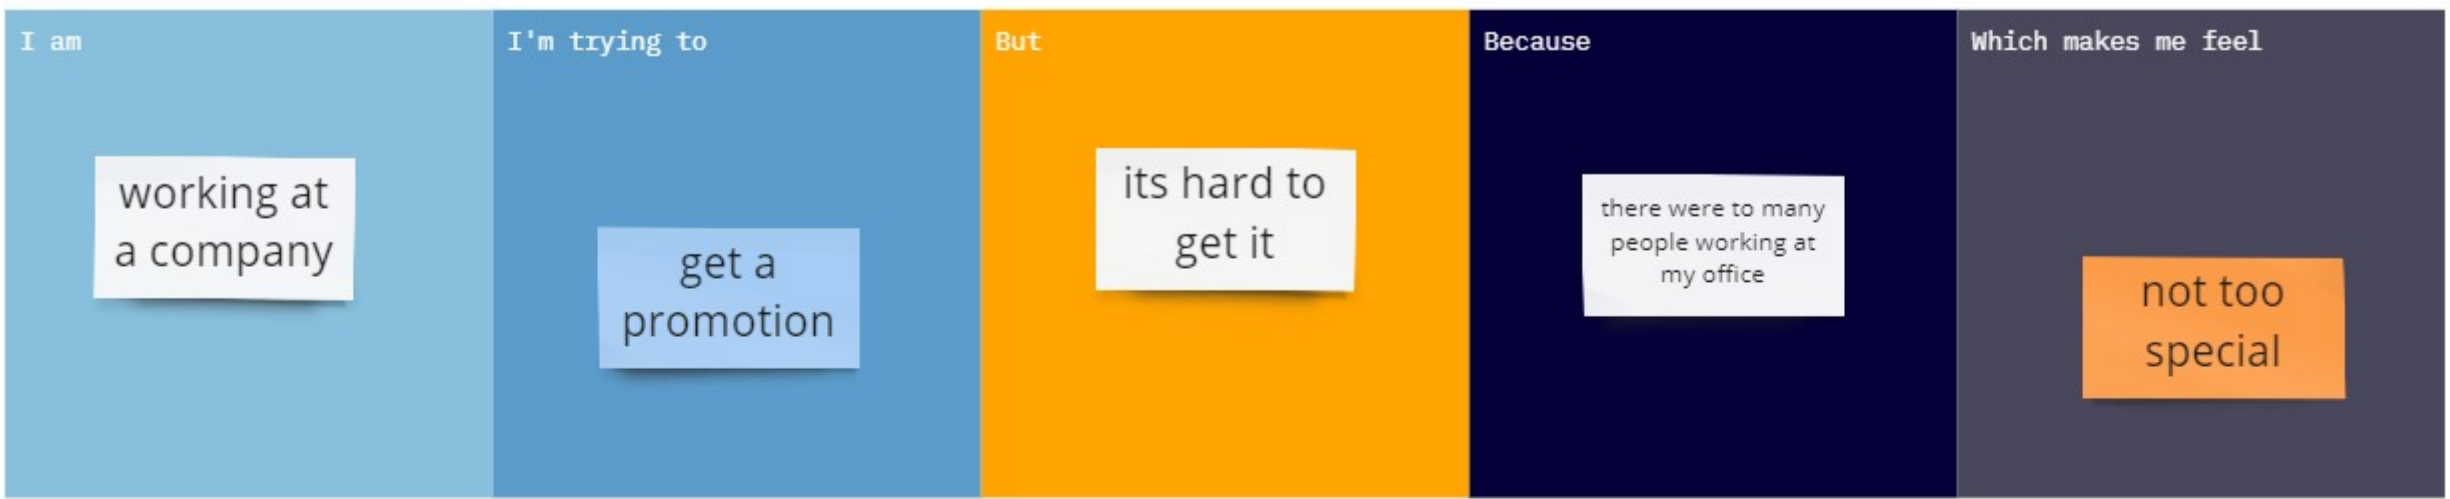 I am
working at
a company
I'm trying to
get a
promotion
But
its hard to
get it
Because
there were to many
people working at
my office
Which makes me feel
not too
special